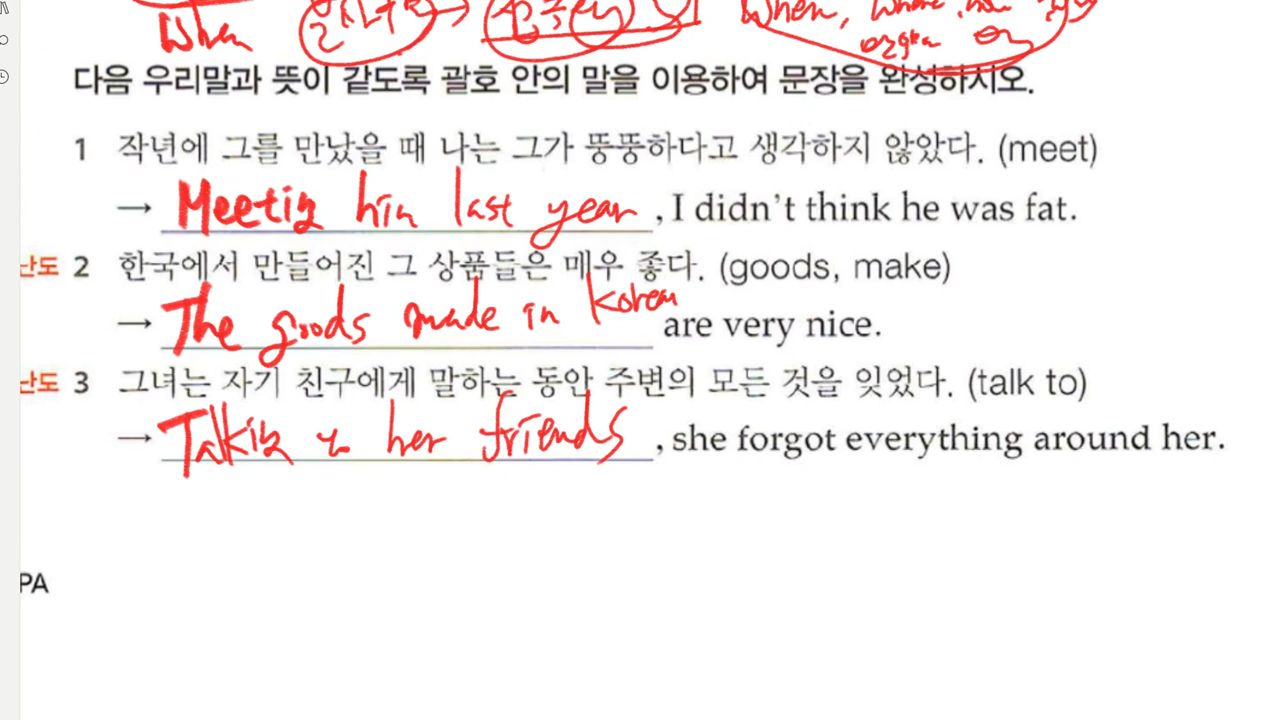 When
다음 우리말과 뜻이 같도록 괄호 안의 말을 이용하여 문장을 완성하시오.
1 작년에 그를 만났을 때 나는 그가 뚱뚱하다고 생각하지 않았다. (meet)
→ Meeting him last year, I didn't think he was fat.
난도 2 한국에서 만들어진 그 상품들은 매우 좋다. (goods, make)
→ The goods made in Korea are very nice.
난도 3 그녀는 자기 친구에게 말하는 동안 주변의 모든 것을 잊었다. (talk to)
→ Talking to her friends, she forgot everything around her.
PA